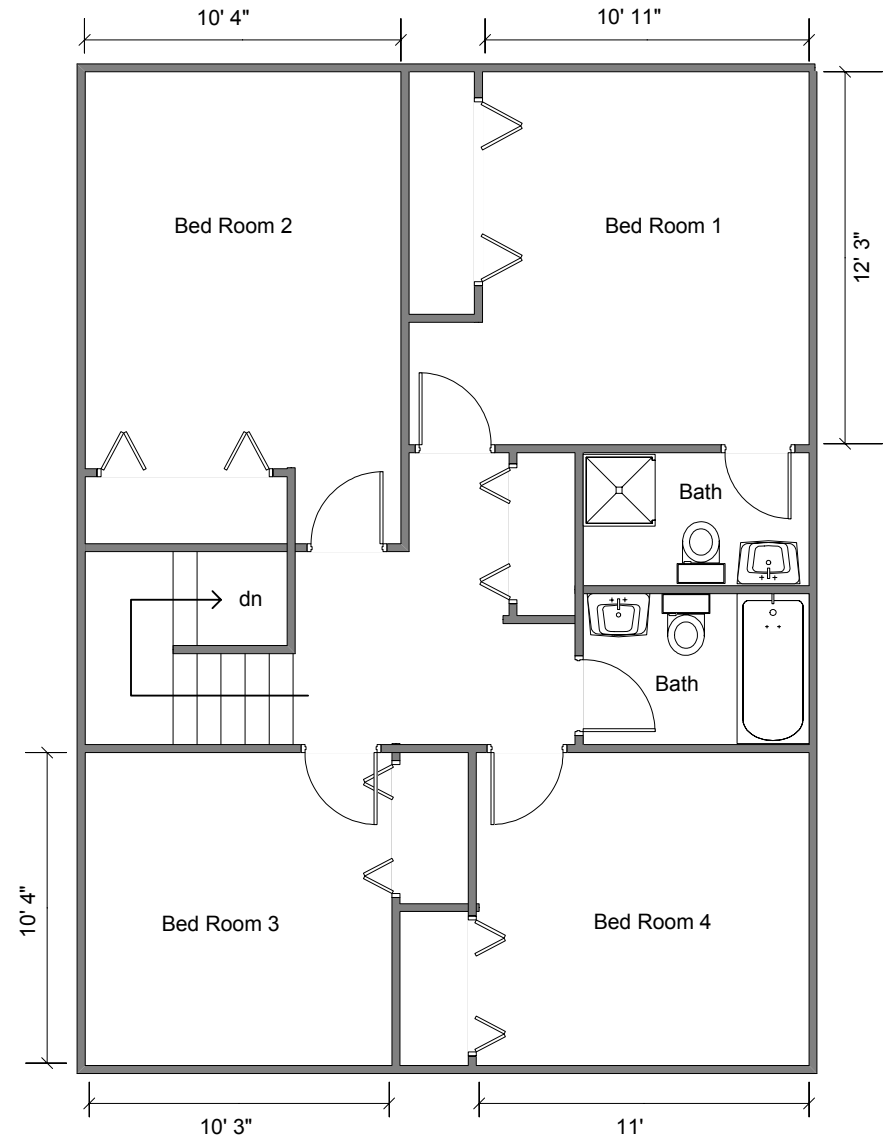 10' 4"
10' 11"
Bed Room 2
Bed Room 1
12' 3"
Bath
dn
Bath
10' 4"
Bed Room 3
Bed Room 4
10' 3"
11'